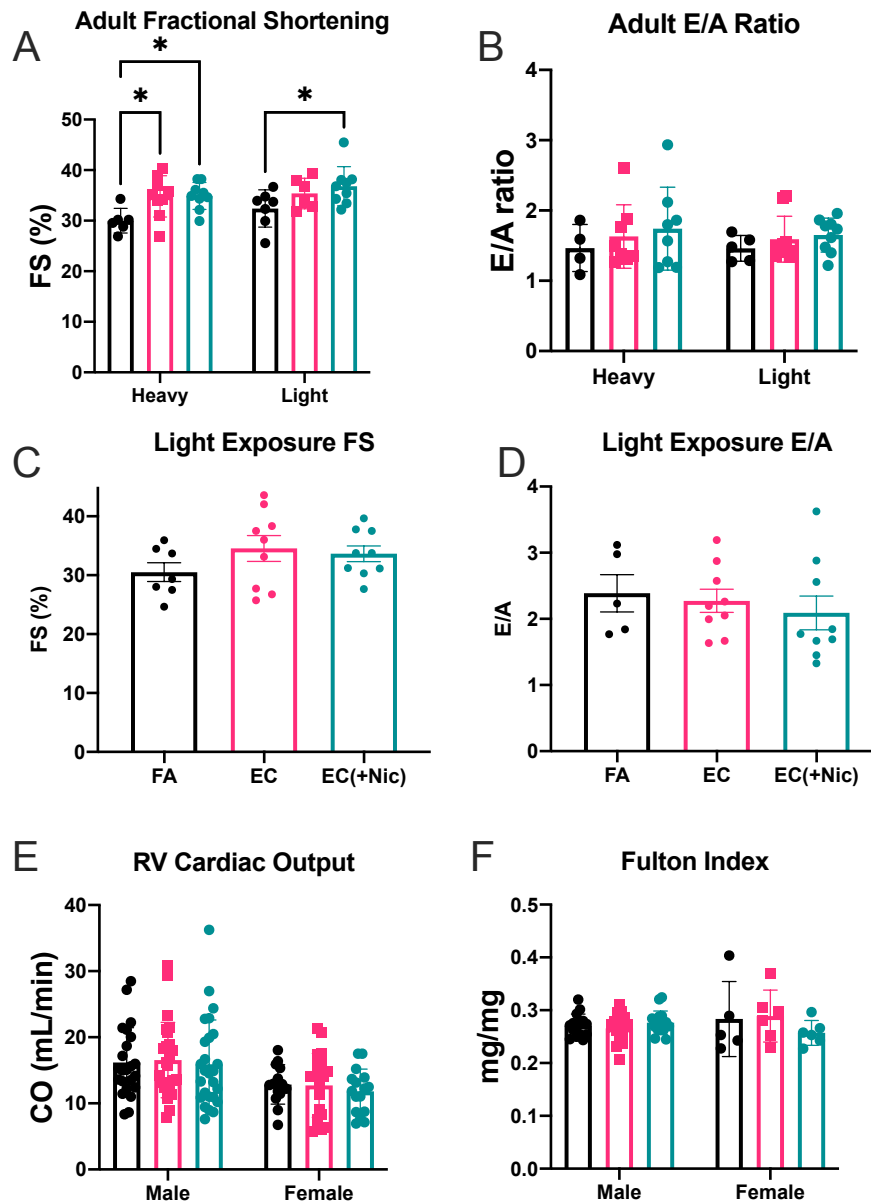 Adult Fractional Shortening
A
*
*
*
FS (%)
50
40
30
20
10
0
Heavy
Light
Adult E/A Ratio
B
E/A ratio
4
3
2
1
0
Heavy
Light
Light Exposure FS
C
FS (%)
40
30
20
10
0
FA
EC
EC(+Nic)
Light Exposure E/A
D
E/A
4
3
2
1
0
FA
EC
EC(+Nic)
RV Cardiac Output
E
CO (mL/min)
40
30
20
10
0
Male
Female
Fulton Index
F
mg/mg
0.5
0.4
0.3
0.2
0.1
0.0
Male
Female